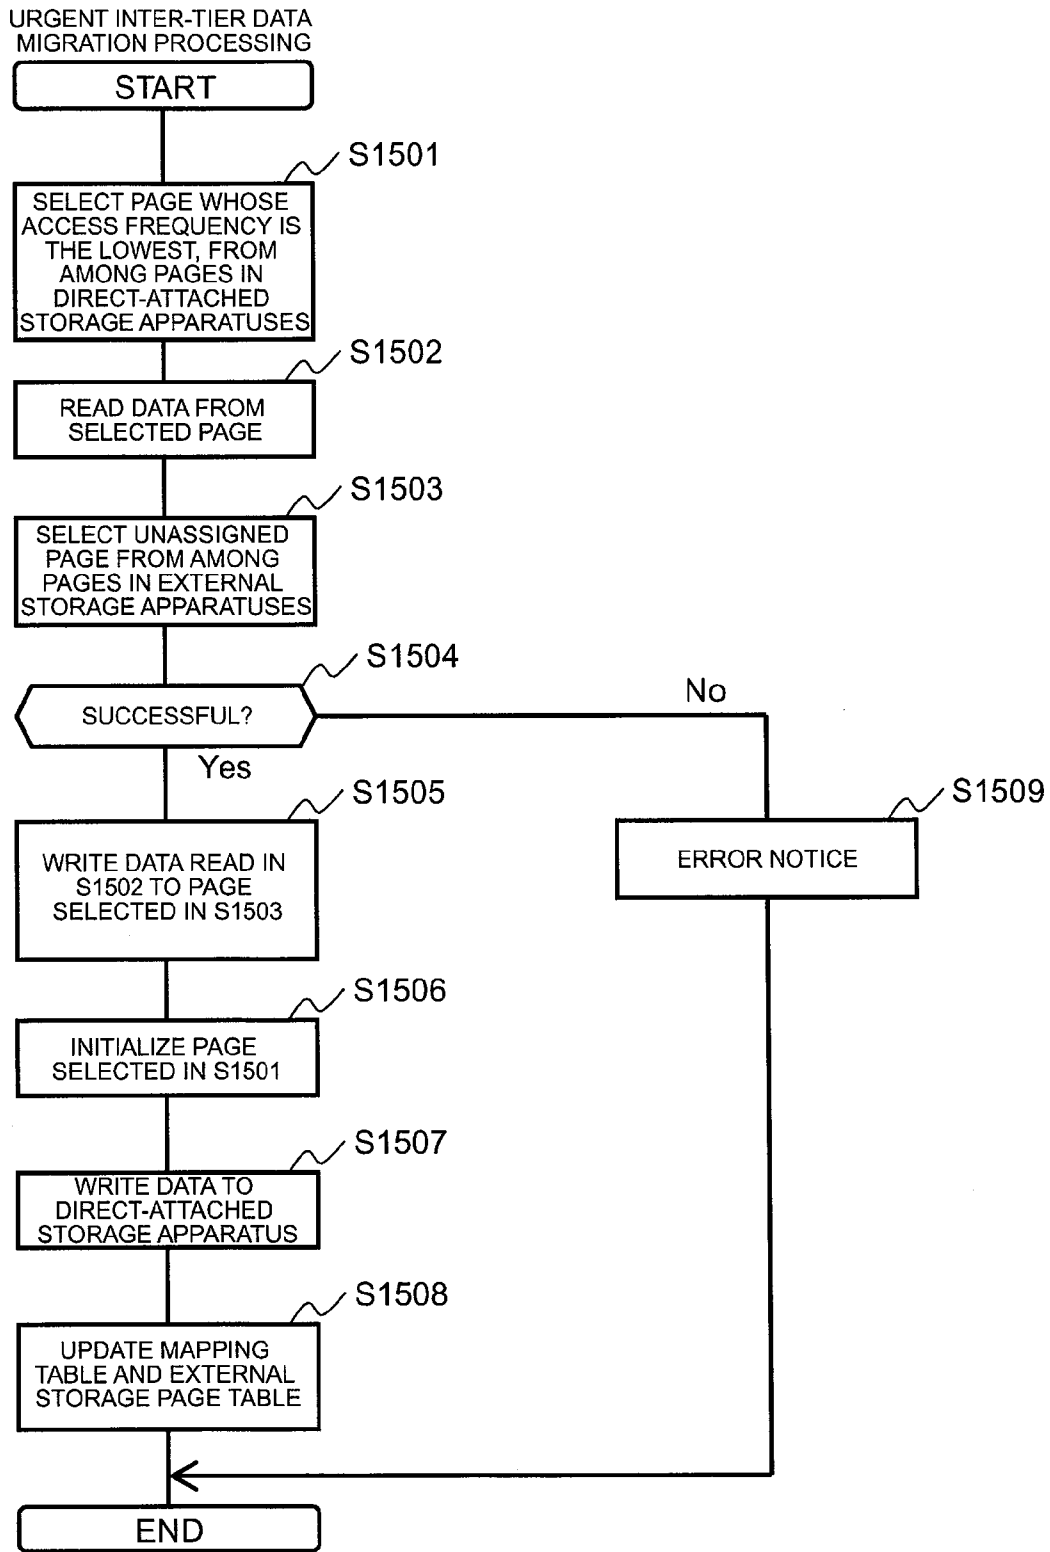 URGENT INTER-TIER DATA
MIGRATION PROCESSING
START
S1501
SELECT PAGE WHOSE
ACCESS FREQUENCY IS
THE LOWEST, FROM
AMONG PAGES IN
DIRECT-ATTACHED
STORAGE APPARATUSES
S1502
READ DATA FROM
SELECTED PAGE
S1503
SELECT UNASSIGNED
PAGE FROM AMONG
PAGES IN EXTERNAL
STORAGE APPARATUSES
S1504
SUCCESSFUL?
No
Yes
S1505
WRITE DATA READ IN
S1502 TO PAGE
SELECTED IN S1503
S1509
ERROR NOTICE
S1506
INITIALIZE PAGE
SELECTED IN S1501
S1507
WRITE DATA TO
DIRECT-ATTACHED
STORAGE APPARATUS
S1508
UPDATE MAPPING
TABLE AND EXTERNAL
STORAGE PAGE TABLE
END